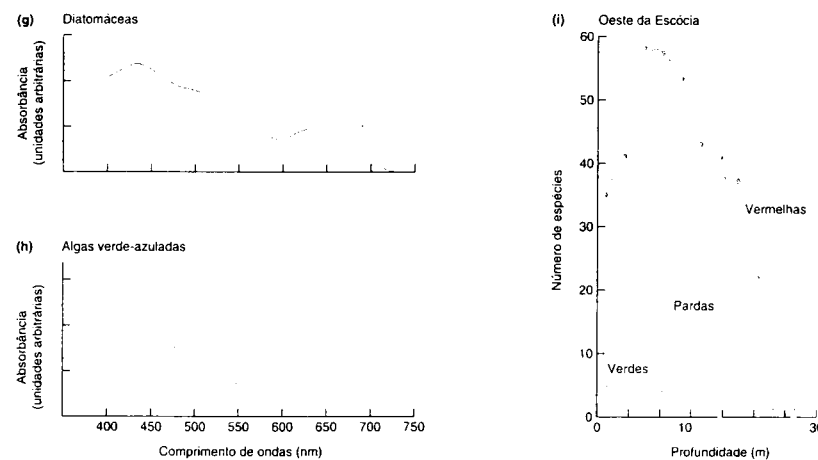 (g) Diatomáceas
Absorbância
(unidades arbitrárias)
(h) Algas verde-azuladas
Absorbância
(unidades arbitrárias)
400 450 500 550 600 650 700 750
Comprimento de ondas (nm)
(i) Oeste da Escócia
Número de espécies
60
50
40
30
20
10
0
Vermelhas
Pardas
Verdes
0 10 30
Profundidade (m)